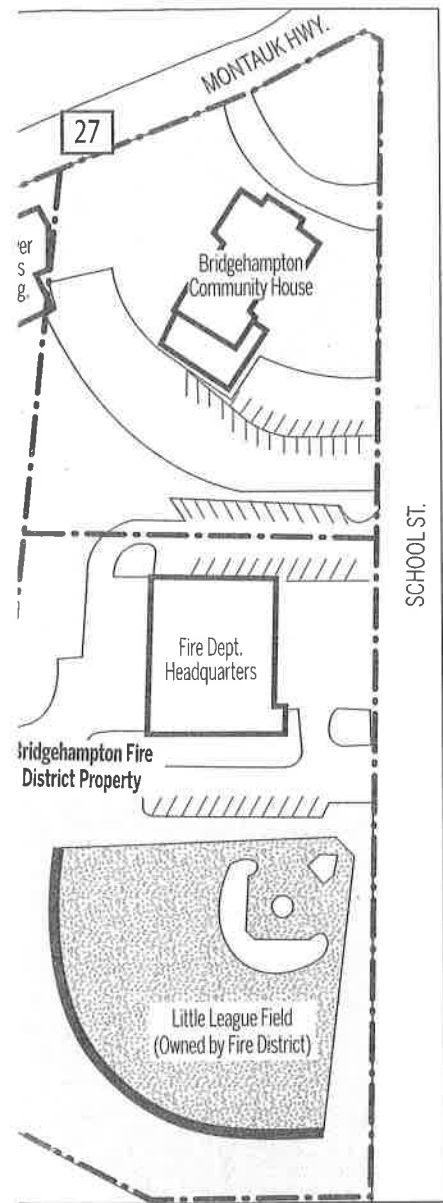 MONTAUK HWY.
27
Bridgehampton
Community House
SCHOOL ST.
Fire Dept.
Headquarters
Bridgehampton Fire
District Property
Little League Field
(Owned by Fire District)